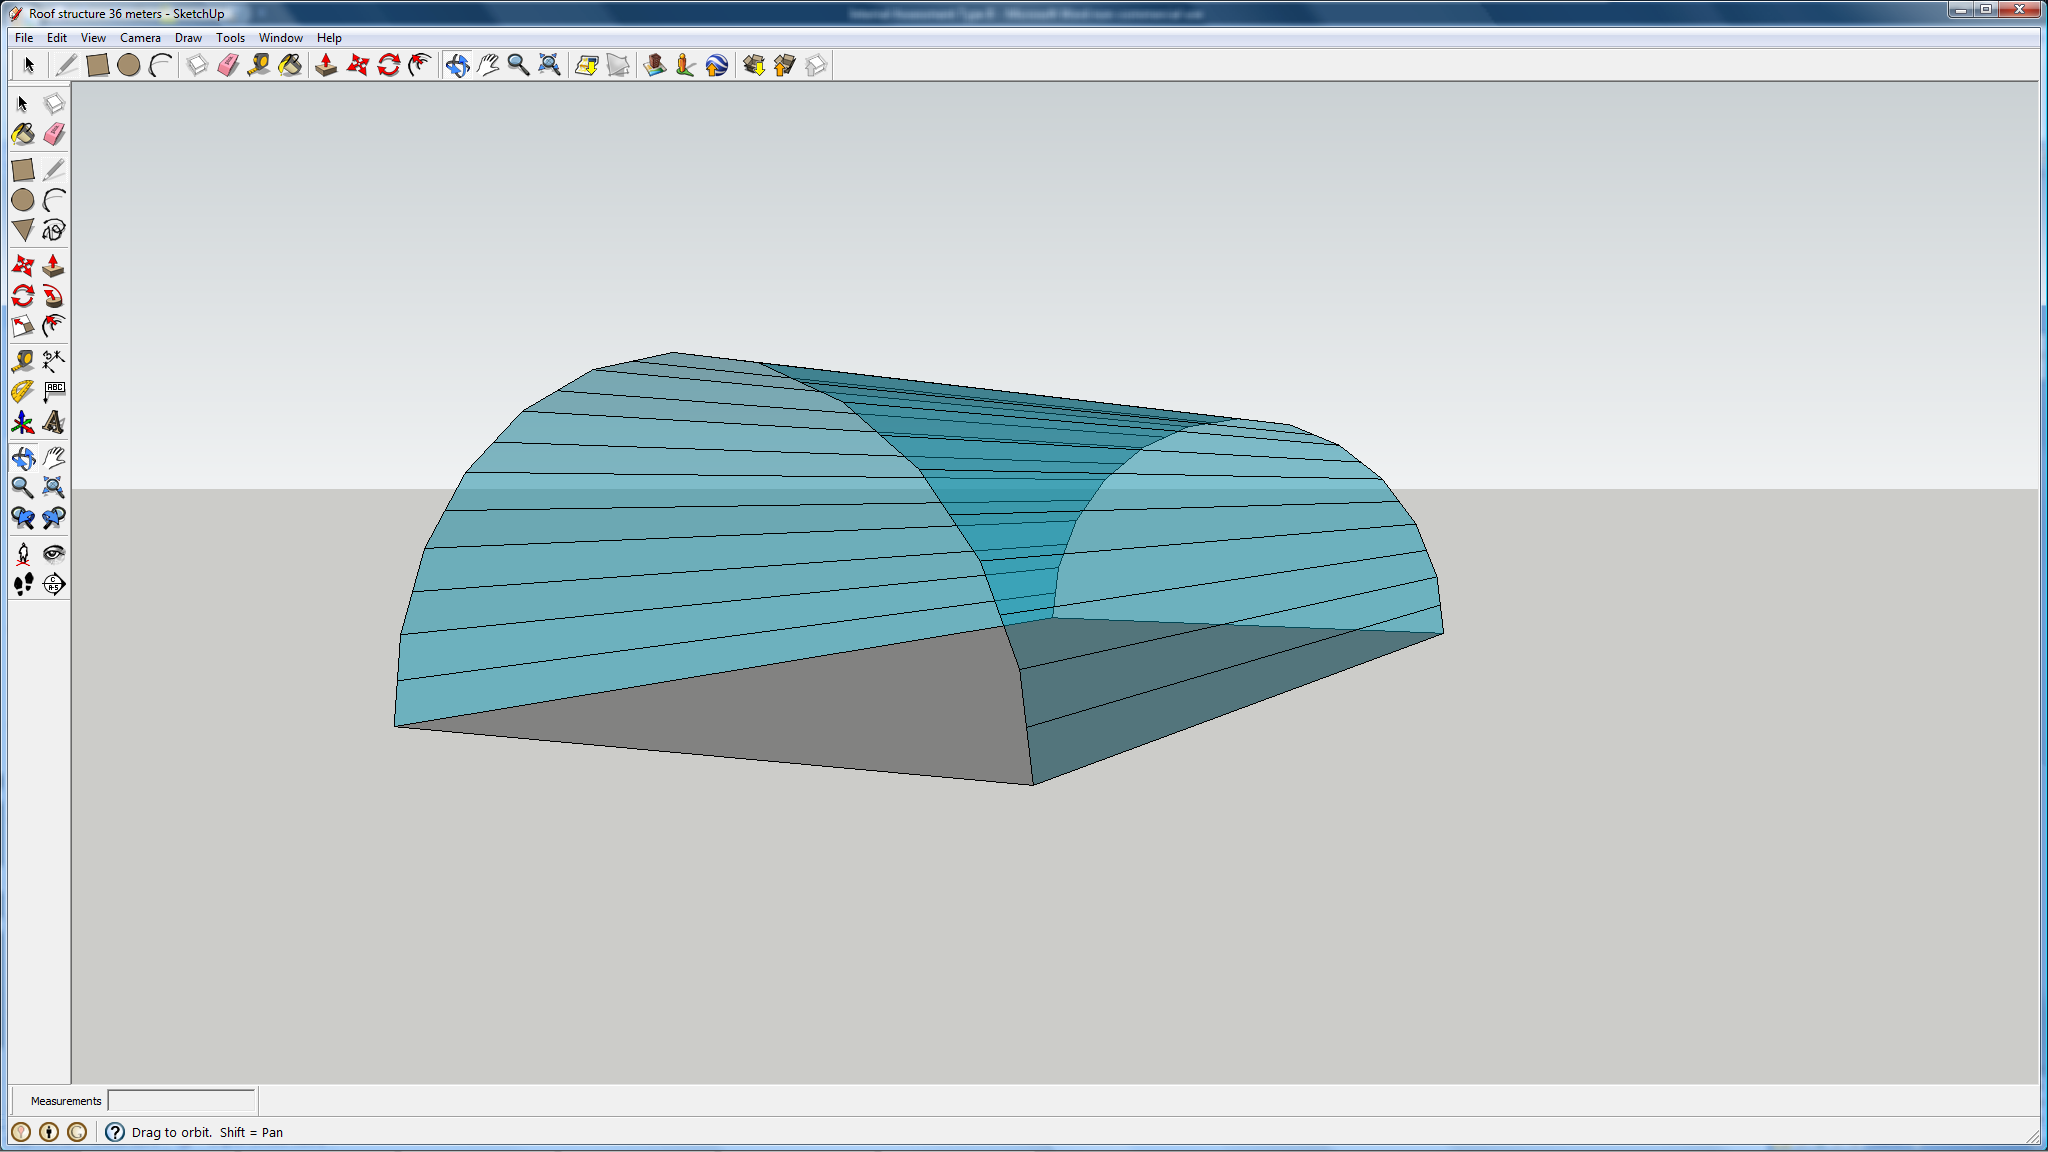 Roof structure 36 meters - SketchUp
File Edit View Camera Draw Tools Window Help
ABC
Measurements
Drag to orbit. Shift = Pan